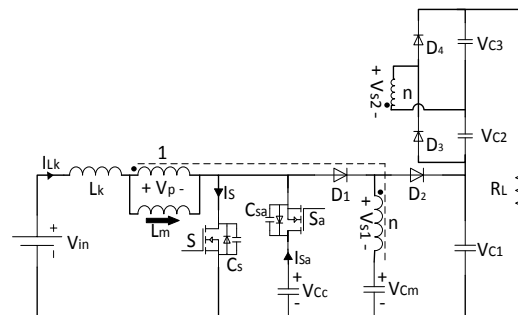 D4
VC3
+ Vs2 -
n
D3
VC2
1
ILk
Lk
+ Vp -
Lm
IS
D1
D2
RL
CSa
Sa
+ Vs1 -
n
S
Cs
ISa
Vin
+
-
+
VCc
-
+
VCm
-
VC1